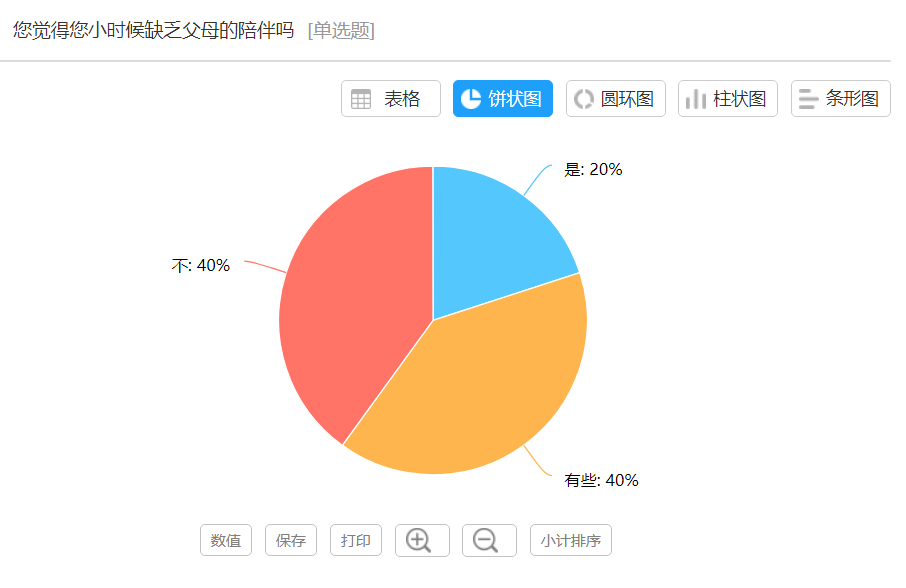 您觉得您小时候缺乏父母的陪伴吗 [单选题]
表格 饼状图 圆环图 柱状图 条形图
是: 20%
不: 40%
有些: 40%
数值 保存 打印 小计排序